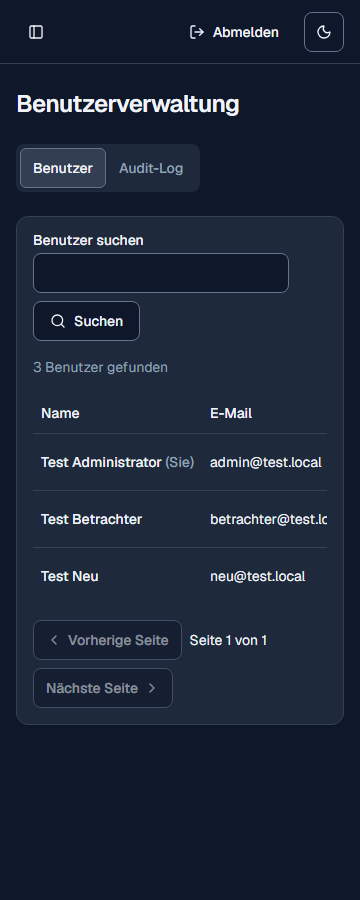 Abmelden
Benutzerverwaltung
Benutzer Audit-Log
Benutzer suchen
Suchen
3 Benutzer gefunden
Name E-Mail
Test Administrator (Sie) admin@test.local
Test Betrachter betrachter@test.lo
Test Neu neu@test.local
Vorherige Seite Seite 1 von 1
Nächste Seite